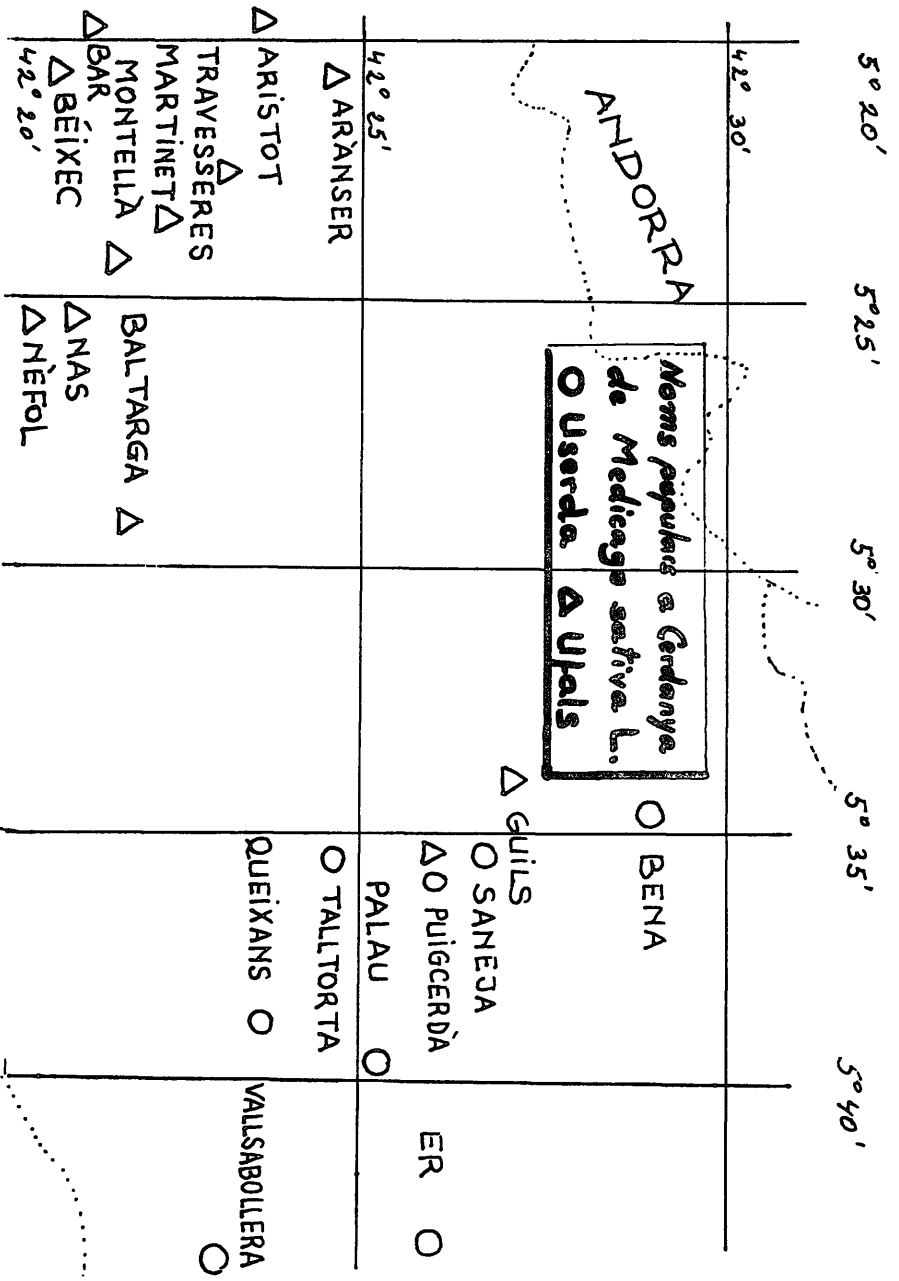 5° 20'
5° 25'
5° 30'
5° 35'
5° 40'
42° 30'
ANDORRA
Noms populars a Cerdanya
de Medicago sativa L.
O Userda Δ Ufals
BENA
GUiLS
SANEJA
PUiGCERDÀ
ER
42° 25'
PALAU
ARÀNSER
TALLTORTA
ARiSTOT
QUEiXANS
VALLSABOLLERA
TRAVESSERES
MARTiNET
MONTELLÀ
BALTARGA
BAR
BÉiXEC
NAS
42° 20'
NÈFOL